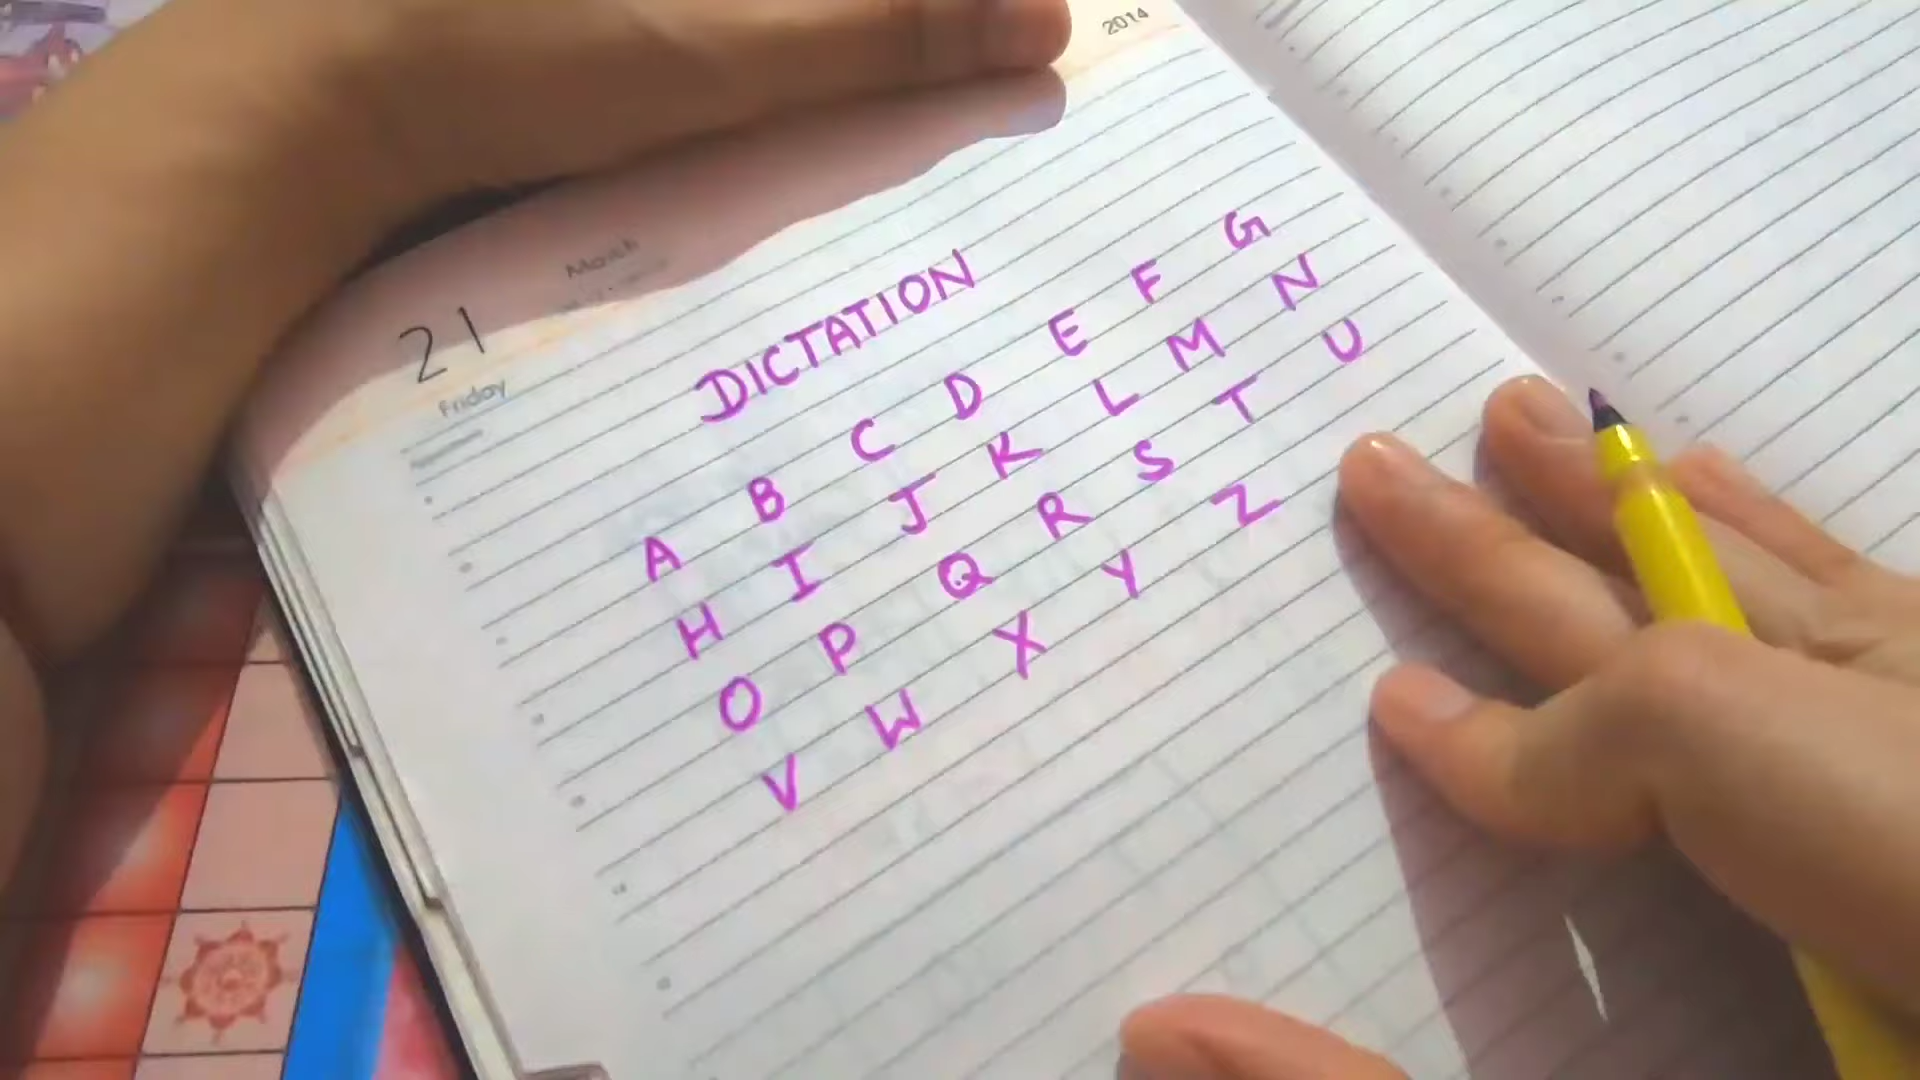 2014
March
21
Friday
DICTATION
A B C D E F G
H I J K L M N
O P Q R S T U
V W X Y Z